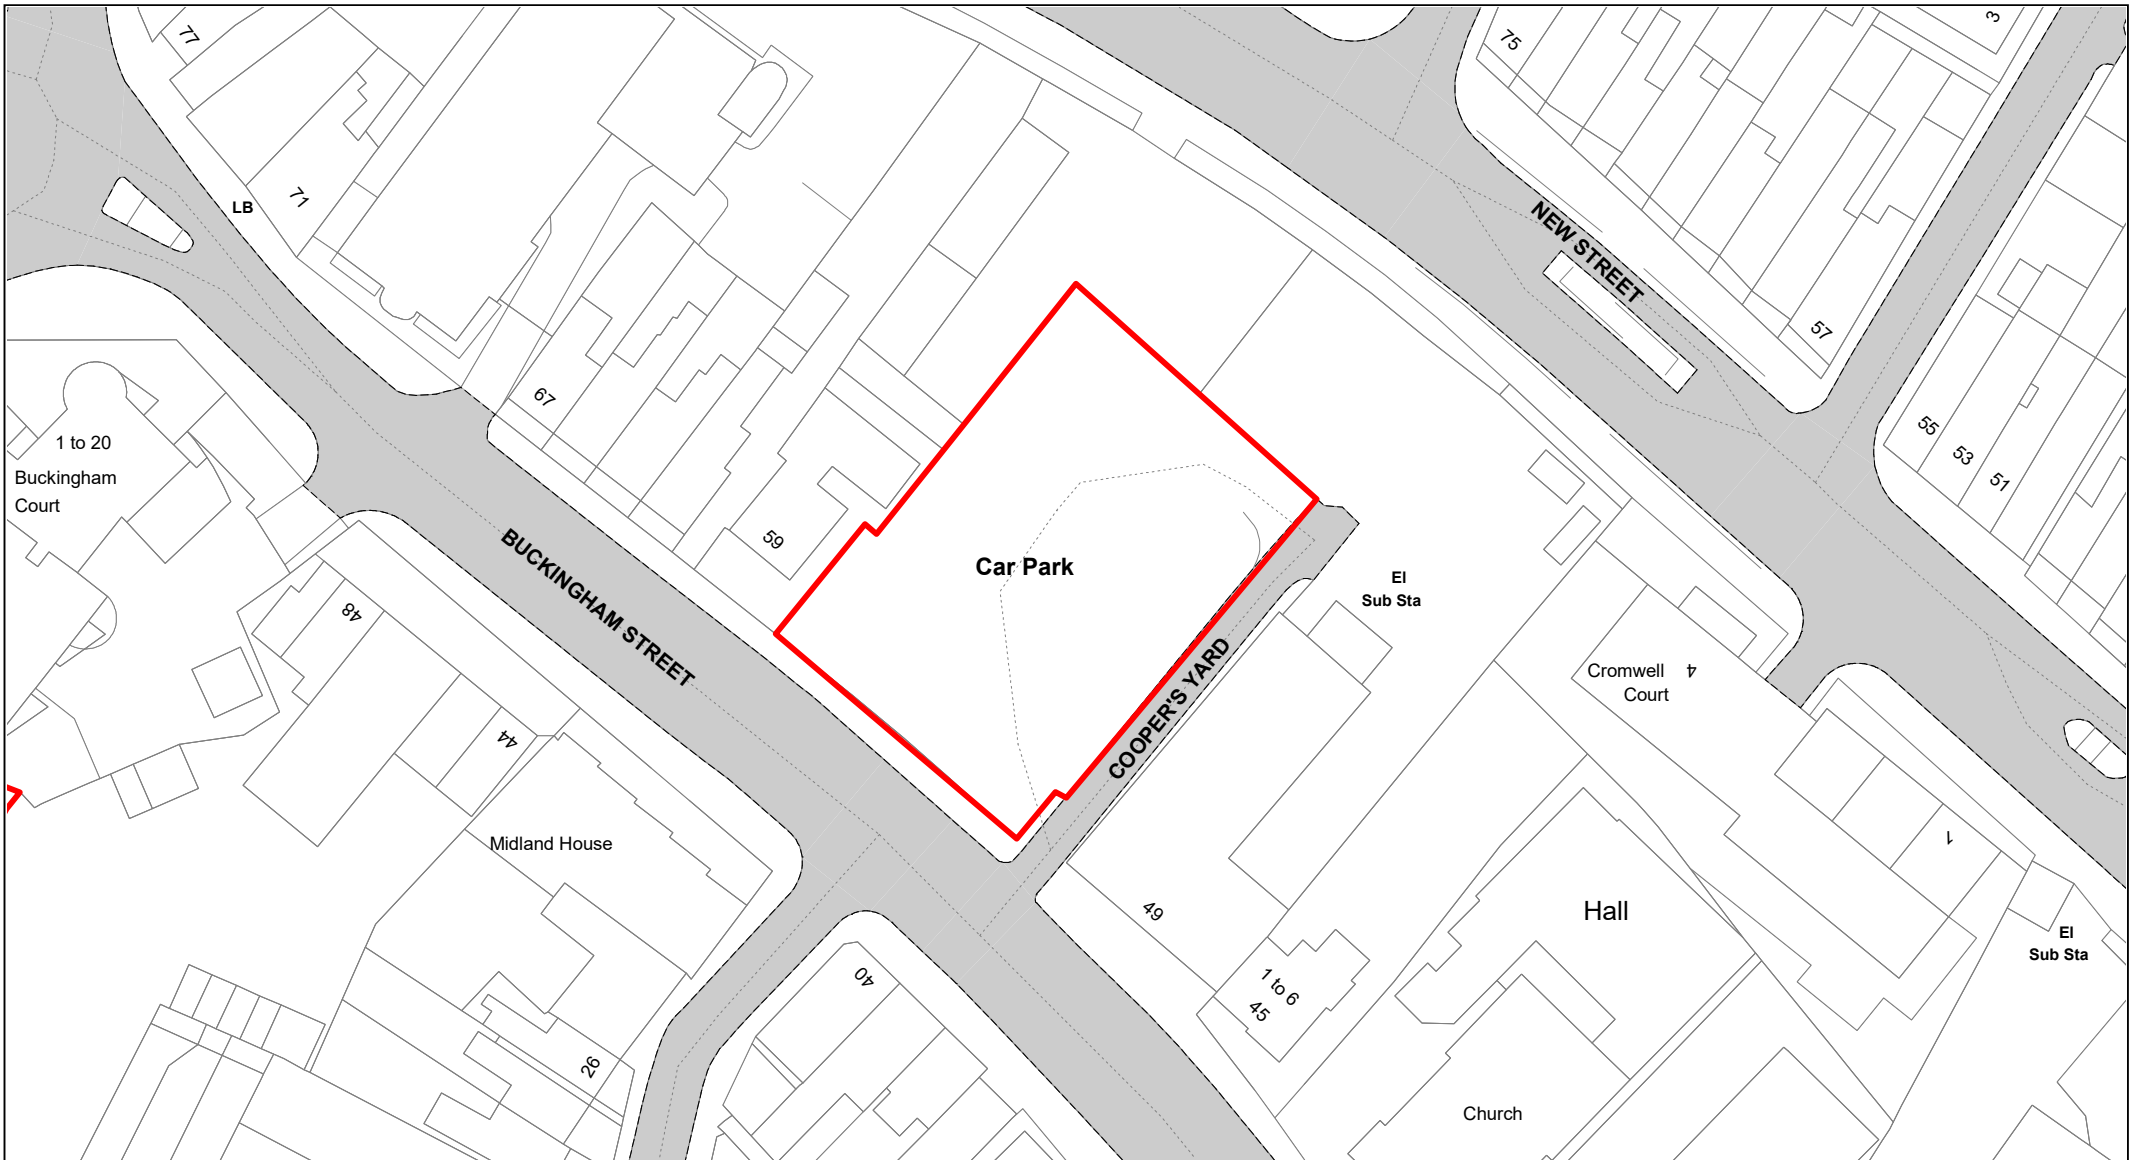 77
75
3
71
LB
NEW STREET
57
67
1 to 20
Buckingham
Court
55
53
51
59
BUCKINGHAM STREET
Car Park
El
Sub Sta
48
COOPER'S YARD
Cromwell
Court
4
44
Midland House
1
49
Hall
El
Sub Sta
40
1 to 6
45
26
Church